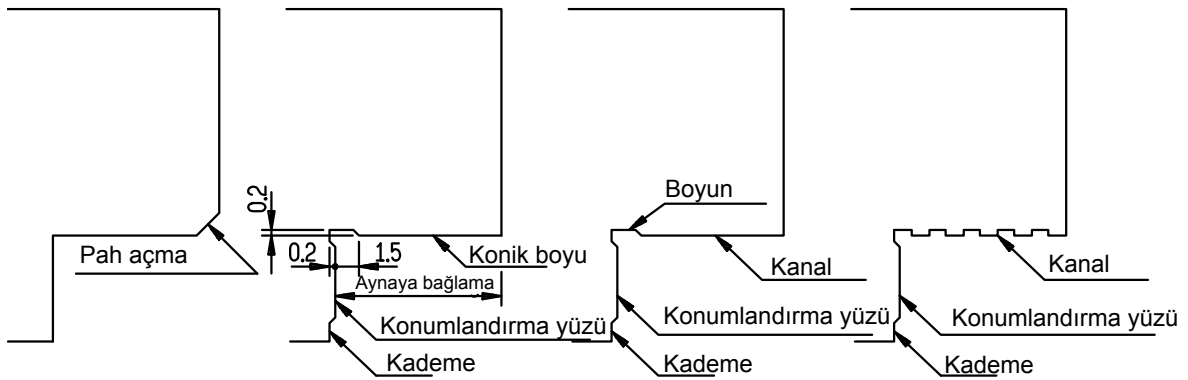 Pah açma
0.2
0.2
1.5
Konik boyu
Aynaya bağlama
Konumlandırma yüzü
Kademe
Boyun
Kanal
Konumlandırma yüzü
Kademe
Kanal
Konumlandırma yüzü
Kademe